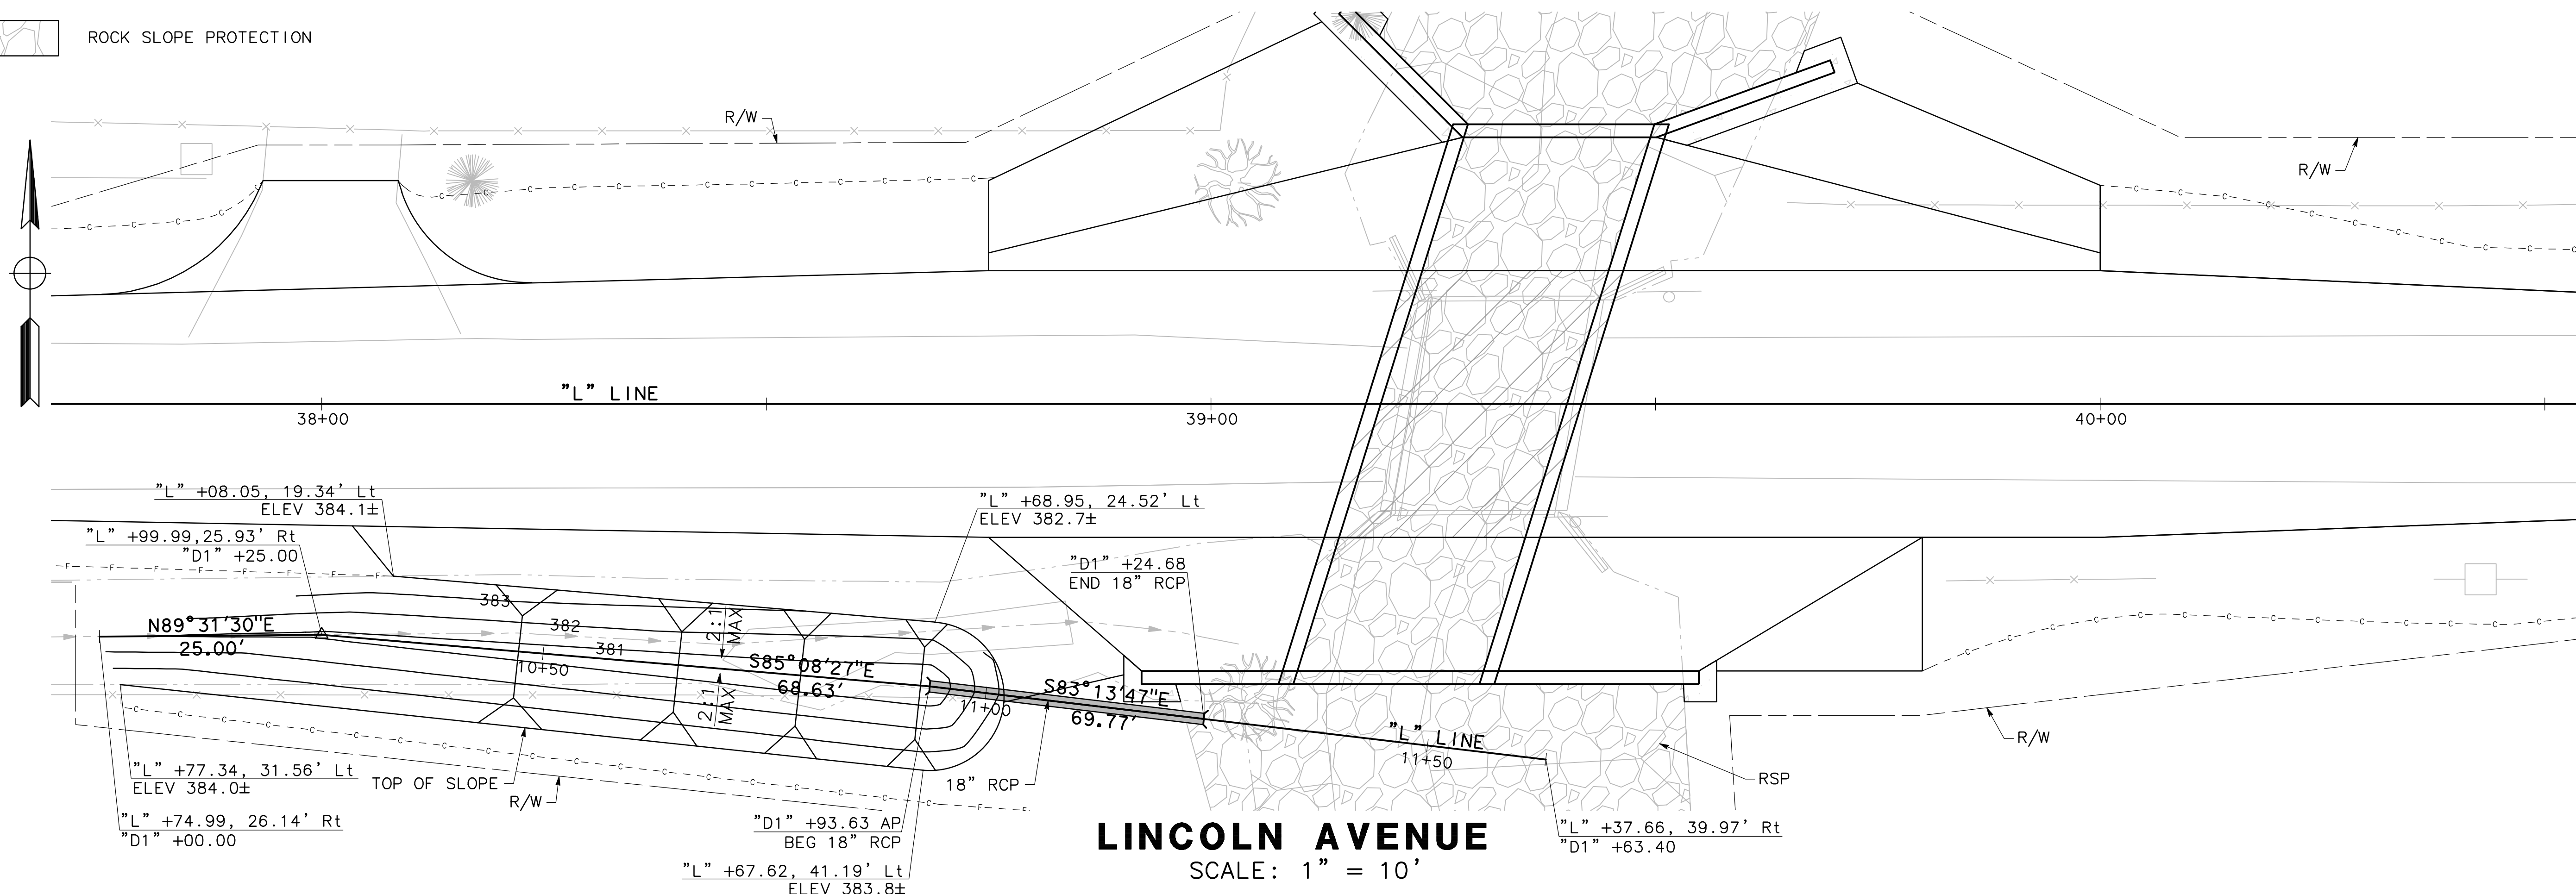 ROCK SLOPE PROTECTION
R/W
R/W
"L" LINE
38+00
39+00
40+00
"L" +08.05, 19.34' Lt
ELEV 384.1±
"L" +68.95, 24.52' Lt
ELEV 382.7±
"L" +99.99,25.93' Rt
"D1" +25.00
"D1" +24.68
END 18" RCP
383
382
381
2:1
MAX
N89°31'30"E
25.00'
10+50
S85°08'27"E
68.63'
2:1
MAX
S83°13'47"E
69.77'
11+00
"L" LINE
11+50
R/W
"L" +77.34, 31.56' Lt
ELEV 384.0±
TOP OF SLOPE
R/W
18" RCP
RSP
"L" +74.99, 26.14' Rt
"D1" +00.00
"D1" +93.63 AP
BEG 18" RCP
LINCOLN AVENUE
SCALE: 1" = 10'
"L" +37.66, 39.97' Rt
"D1" +63.40
"L" +67.62, 41.19' Lt
ELEV 383.8±